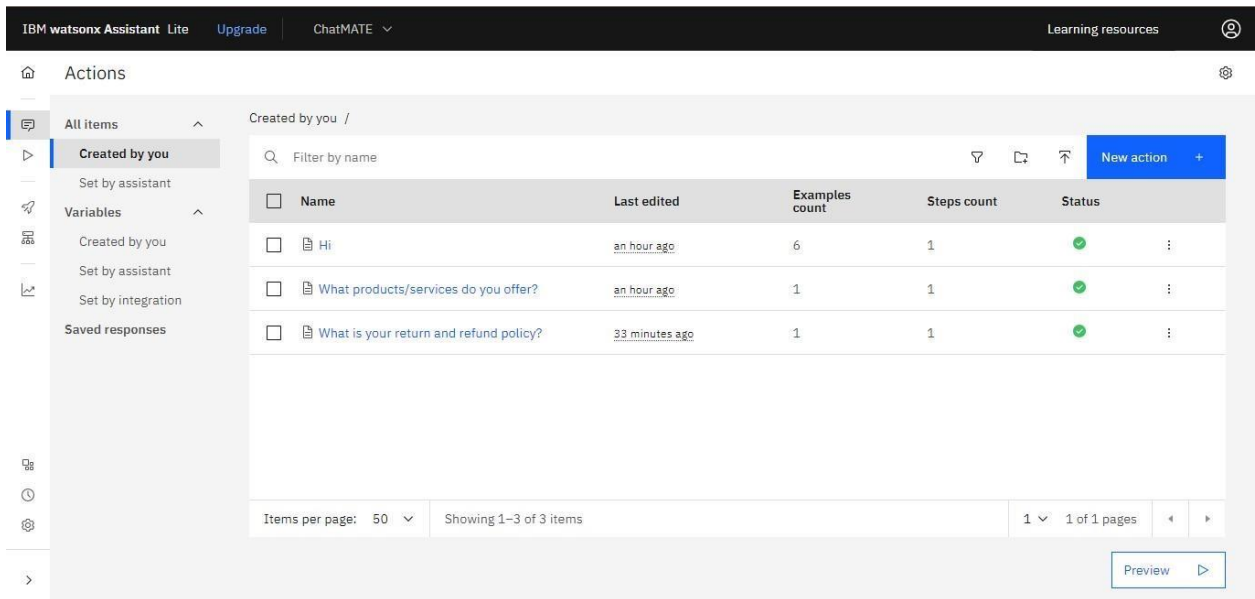 IBM watsonx Assistant Lite Upgrade ChatMATE Learning resources
Actions
All items
Created by you
Set by assistant
Variables
Created by you
Set by assistant
Set by integration
Saved responses
Created by you /
Filter by name New action +
Name Last edited Examples count Steps count Status
Hi an hour ago 6 1
What products/services do you offer? an hour ago 1 1
What is your return and refund policy? 33 minutes ago 1 1
Items per page: 50 Showing 1–3 of 3 items 1 1 of 1 pages
Preview